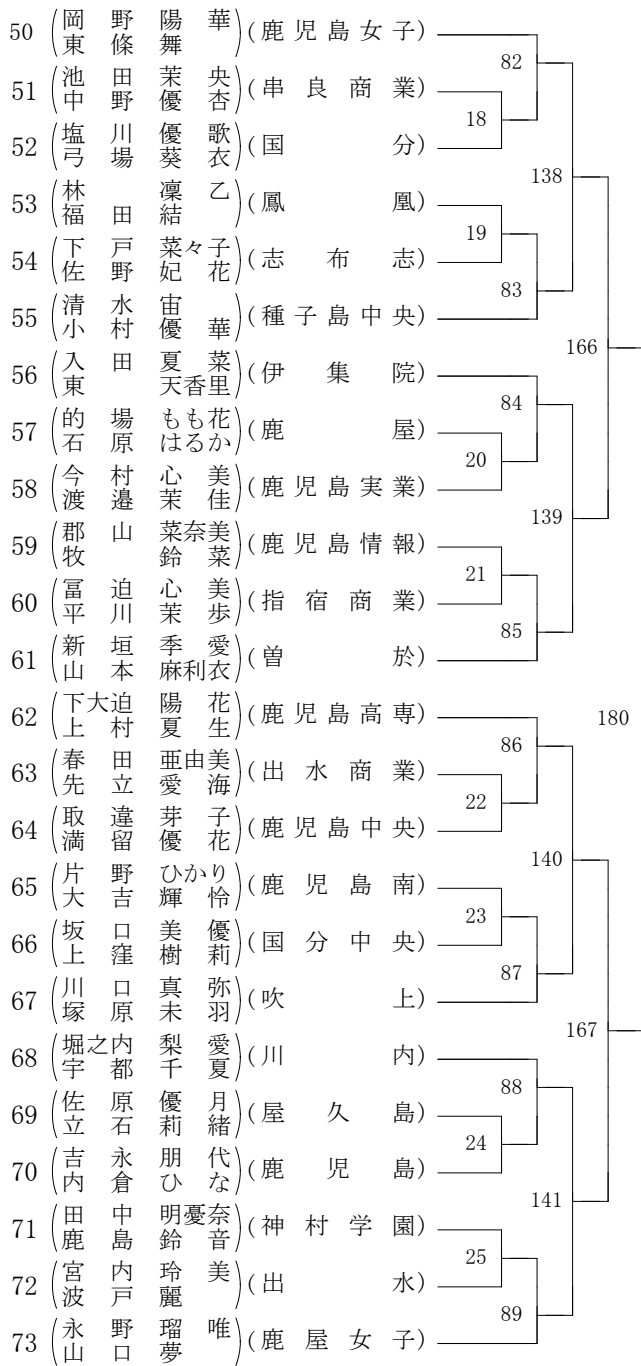 50 (岡野陽華 東條舞) (鹿児島女子)
82
51 (池田茉央 中野優杏) (串良商業)
18
52 (塩川優歌 弓場葵衣) (国分)
138
53 (林凜乙 福田結) (鳳凰)
19
54 (下戸菜々子 佐野妃花) (志布志)
83
55 (清水宙 小村優華) (種子島中央)
166
56 (入田夏菜 東天香里) (伊集院)
84
57 (的場もも花 石原はるか) (鹿屋)
20
58 (今村心美 渡邉茉佳) (鹿児島実業)
139
59 (郡山菜奈美 牧鈴菜) (鹿児島情報)
21
60 (冨迫心美 平川茉歩) (指宿商業)
85
61 (新垣季愛 山本麻利衣) (曽於)
62 (下大迫陽花 上村夏生) (鹿児島高専)
180
86
63 (春田亜由美 先立愛海) (出水商業)
22
64 (取違芽子 満留優花) (鹿児島中央)
140
65 (片野ひかり 大吉輝怜) (鹿児島南)
23
66 (坂口美優 上窪樹莉) (国分中央)
87
67 (川口真弥 塚原未羽) (吹上)
167
68 (堀之内梨愛 宇都千夏) (川内)
88
69 (佐原優月 立石莉緒) (屋久島)
24
70 (吉永朋代 内倉ひな) (鹿児島)
141
71 (田中明憂奈 鹿島鈴音) (神村学園)
25
72 (宮内玲美 波戸麗) (出水)
89
73 (永野瑠唯 山口夢) (鹿屋女子)